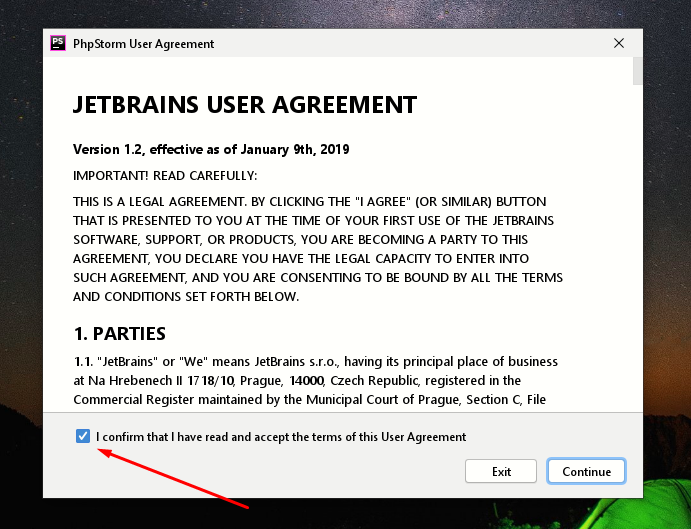 PS
PhpStorm User Agreement
JETBRAINS USER AGREEMENT
Version 1.2, effective as of January 9th, 2019
IMPORTANT! READ CAREFULLY:
THIS IS A LEGAL AGREEMENT. BY CLICKING THE "I AGREE" (OR SIMILAR) BUTTON
THAT IS PRESENTED TO YOU AT THE TIME OF YOUR FIRST USE OF THE JETBRAINS
SOFTWARE, SUPPORT, OR PRODUCTS, YOU ARE BECOMING A PARTY TO THIS
AGREEMENT, YOU DECLARE YOU HAVE THE LEGAL CAPACITY TO ENTER INTO
SUCH AGREEMENT, AND YOU ARE CONSENTING TO BE BOUND BY ALL THE TERMS
AND CONDITIONS SET FORTH BELOW.
1. PARTIES
1.1. "JetBrains" or "We" means JetBrains s.r.o., having its principal place of business
at Na Hrebenech II 1718/10, Prague, 14000, Czech Republic, registered in the
Commercial Register maintained by the Municipal Court of Prague, Section C, File
I confirm that I have read and accept the terms of this User Agreement
Exit Continue